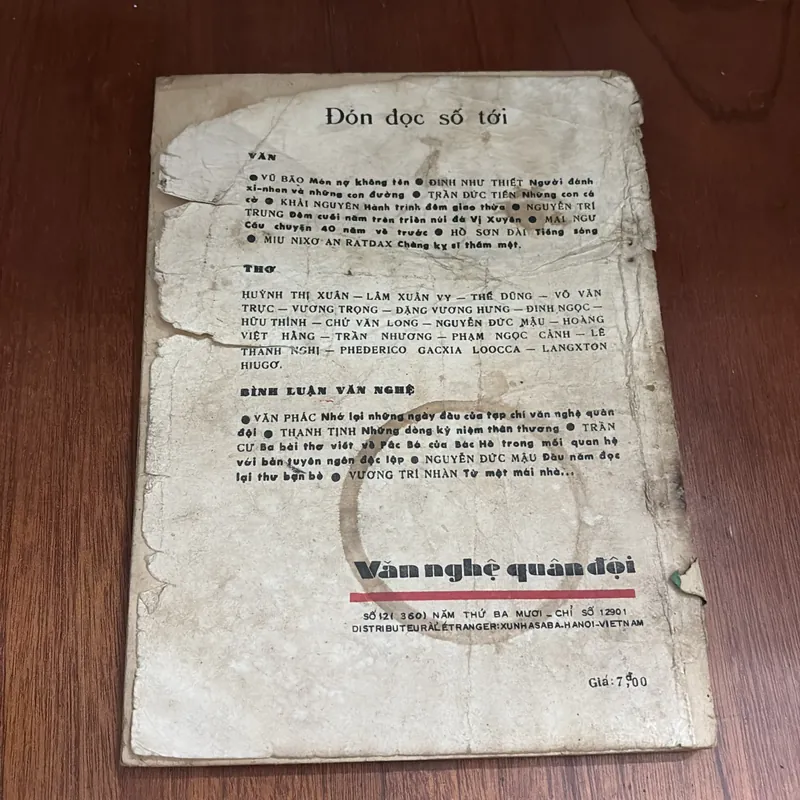 Đón đọc số tới
VĂN
● VŨ BÃO Món nợ không tên ● ĐINH NHƯ THIẾT Người đánh
xi-nhan và những con đường ● TRẦN ĐỨC TIẾN Những con cá
cờ ● KHÁI NGUYÊN Hành trình đêm giao thừa ● NGUYỄN TRÍ
TRUNG Đêm cuối năm trên triền núi đá Vị Xuyên ● MAI NGỮ
Câu chuyện 40 năm về trước ● HỒ SƠN ĐÀI Tiếng sóng
● MIU NIXƠ AN RATDAX Chàng kỵ sĩ thầm một.
THƠ
HUỲNH THỊ XUÂN — LÂM XUÂN VY — THẾ DŨNG — VÕ VĂN
TRỰC — VƯƠNG TRỌNG — ĐẶNG VƯƠNG HƯNG — ĐINH NGỌC —
HỮU THỈNH — CHỬ VĂN LONG — NGUYỄN ĐỨC MẬU — HOÀNG
VIỆT HẰNG — TRẦN NHƯƠNG — PHẠM NGỌC CẢNH — LÊ
THÀNH NGHỊ — PHEDERICO GACXIA LOOCCA — LANGXTON
HIUGƠ.
BÌNH LUẬN VĂN NGHỆ
● VĂN PHÁC Nhớ lại những ngày đầu của tạp chí văn nghệ quân
đội ● THANH TỊNH Những dòng kỷ niệm thân thương ● TRẦN
CƯ Ba bài thơ viết về Pắc Bó của Bác Hồ trong mối quan hệ
với bản tuyên ngôn độc lập ● NGUYỄN ĐỨC MẬU Đầu năm đọc
lại thư bạn bè ● VƯƠNG TRÍ NHÀN Từ một mái nhà...
Văn nghệ quân đội
SỐ 12( 360) NĂM THỨ BA MƯƠI _ CHỈ SỐ 12901
DISTRIBUTEUR À L'ÉTRANGER: XUNHASABA-HANOI-VIETNAM
Giá: 7đ,00